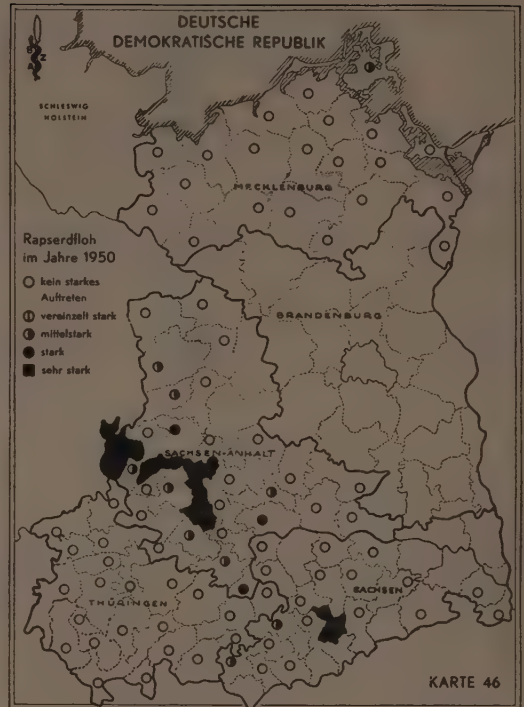 DEUTSCHE
DEMOKRATISCHE REPUBLIK
B Z
A
SCHLESWIG
HOLSTEIN
MECKLENBURG
Rapserdfloh
im Jahre 1950
kein starkes
Auftreten
vereinzelt stark
mittelstark
stark
sehr stark
BRANDENBURG
SACHSEN-ANHALT
THÜRINGEN
SACHSEN
KARTE 46